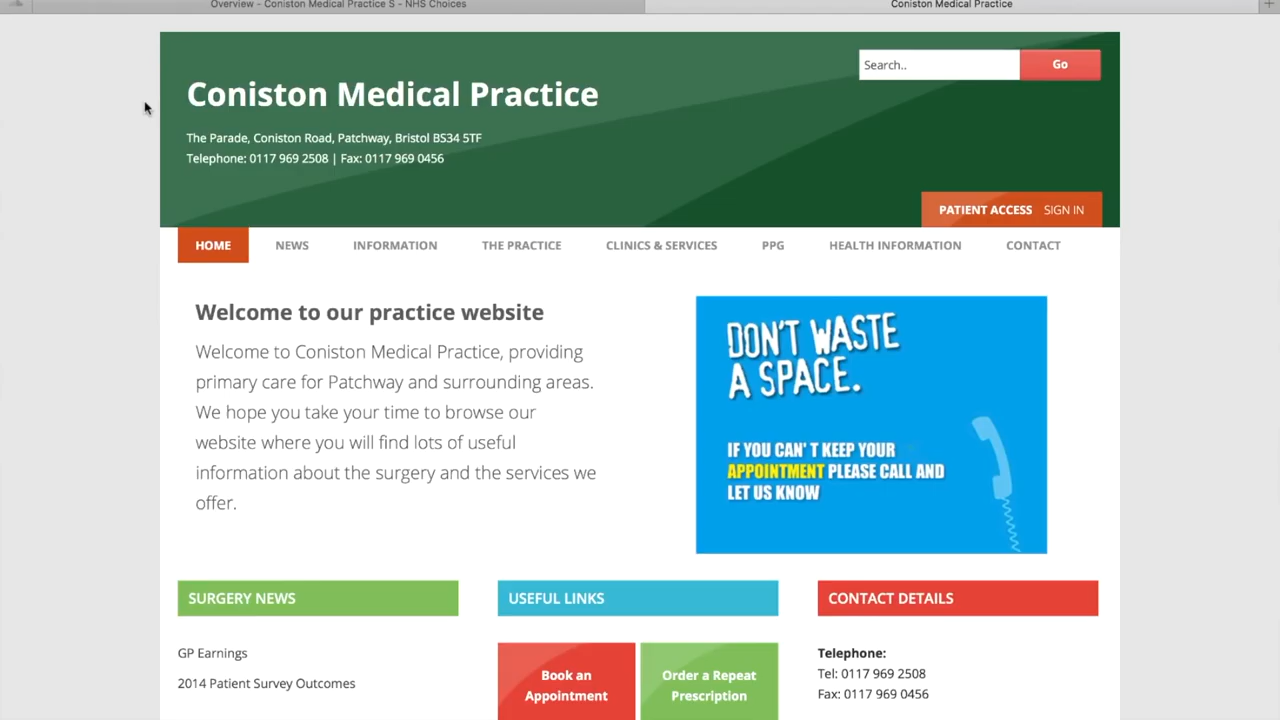 Overview - Coniston Medical Practice S - NHS Choices
Coniston Medical Practice
Search..
Go
Coniston Medical Practice
The Parade, Coniston Road, Patchway, Bristol BS34 5TF
Telephone: 0117 969 2508 | Fax: 0117 969 0456
PATIENT ACCESS SIGN IN
HOME NEWS INFORMATION THE PRACTICE CLINICS & SERVICES PPG HEALTH INFORMATION CONTACT
Welcome to our practice website
Welcome to Coniston Medical Practice, providing
primary care for Patchway and surrounding areas.
We hope you take your time to browse our
website where you will find lots of useful
information about the surgery and the services we
offer.
DON'T WASTE
A SPACE.
IF YOU CAN' T KEEP YOUR
APPOINTMENT PLEASE CALL AND
LET US KNOW
SURGERY NEWS
GP Earnings
2014 Patient Survey Outcomes
USEFUL LINKS
Book an
Appointment
Order a Repeat
Prescription
CONTACT DETAILS
Telephone:
Tel: 0117 969 2508
Fax: 0117 969 0456